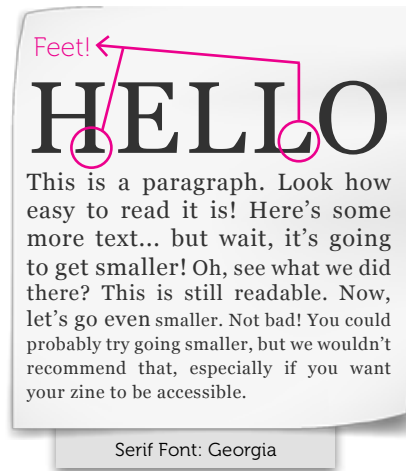 Feet!
HELLO
This is a paragraph. Look how
easy to read it is! Here's some
more text... but wait, it's going
to get smaller! Oh, see what we did
there? This is still readable. Now,
let's go even smaller. Not bad! You could
probably try going smaller, but we wouldn't
recommend that, especially if you want
your zine to be accessible.
Serif Font: Georgia